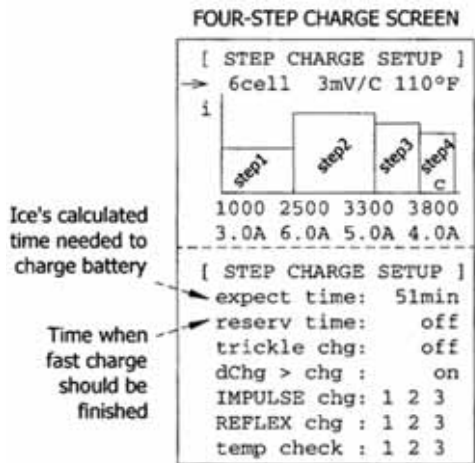 FOUR-STEP CHARGE SCREEN
[ STEP CHARGE SETUP ]
6cell 3mV/C 110°F
i
step1 step2 step3 step4
c
1000 2500 3300 3800
3.0A 6.0A 5.0A 4.0A
Ice's calculated
time needed to
charge battery
[ STEP CHARGE SETUP ]
expect time: 51min
reserv time: off
trickle chg: off
dChg > chg : on
IMPULSE chg: 1 2 3
REFLEX chg : 1 2 3
temp check : 1 2 3
Time when
fast charge
should be
finished